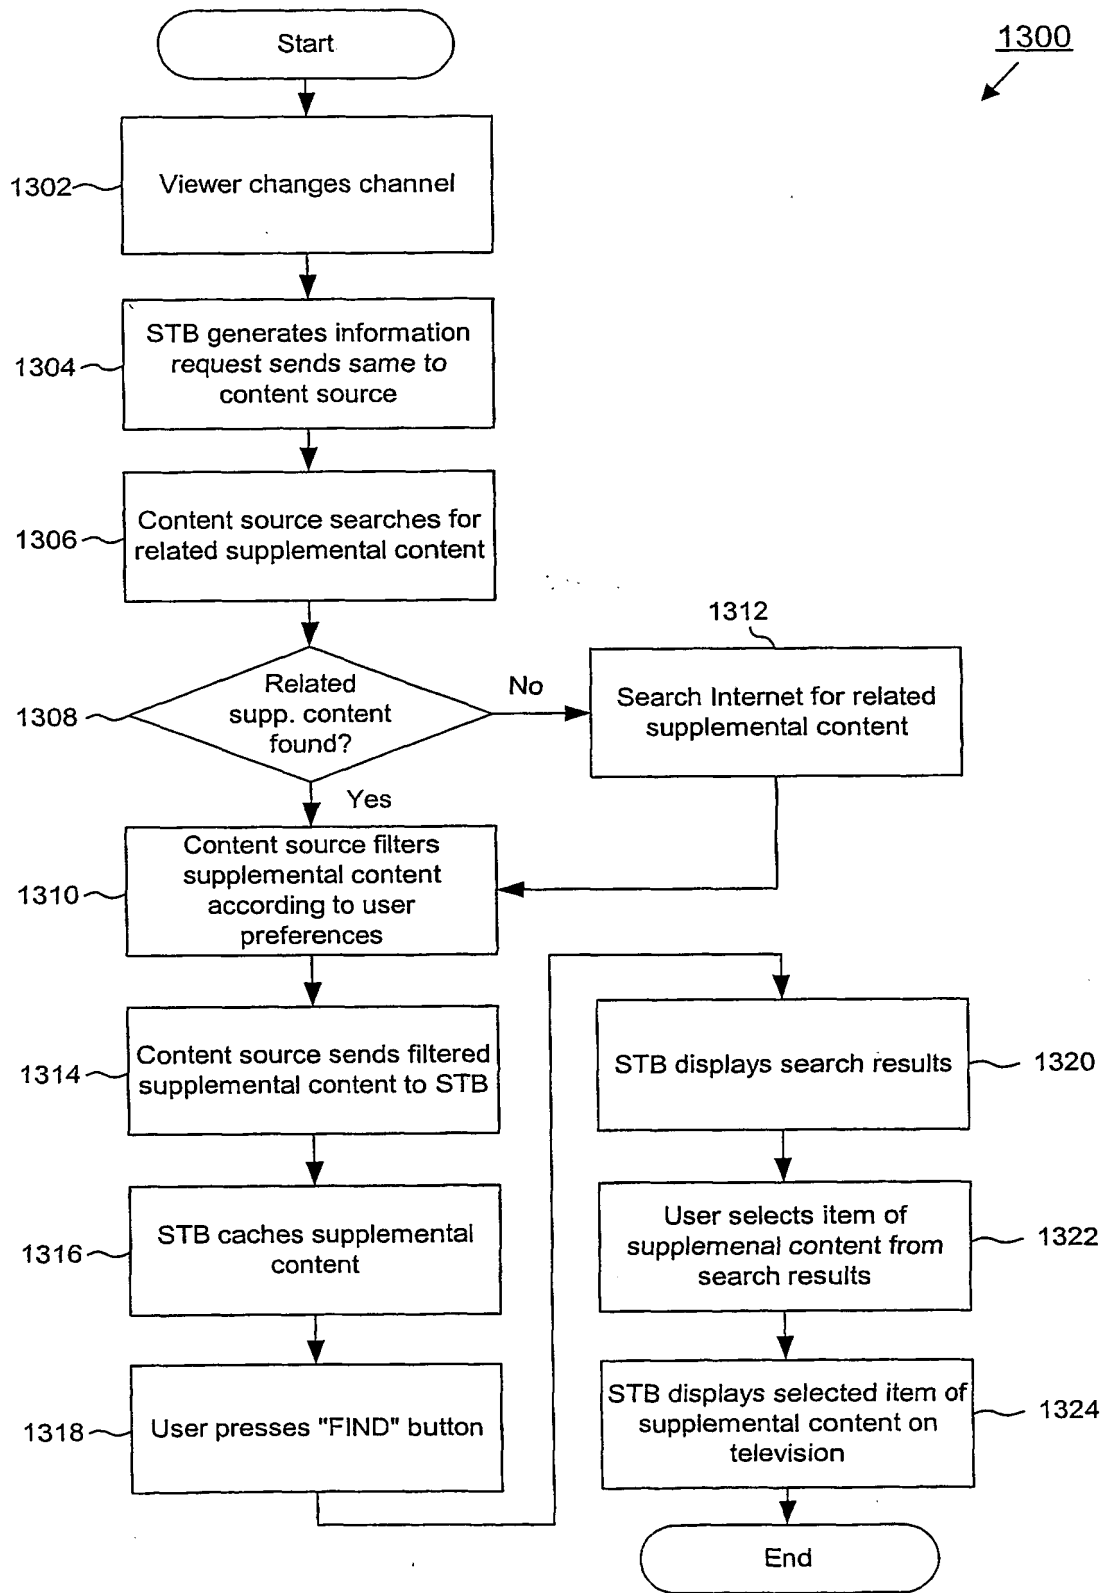 Start
1300
1302
Viewer changes channel
1304
STB generates information
request sends same to
content source
1306
Content source searches for
related supplemental content
1308
Related
supp. content
found?
No
Yes
1312
Search Internet for related
supplemental content
1310
Content source filters
supplemental content
according to user
preferences
1314
Content source sends filtered
supplemental content to STB
1316
STB caches supplemental
content
1318
User presses "FIND" button
STB displays search results
1320
User selects item of
supplemenal content from
search results
1322
STB displays selected item of
supplemental content on
television
1324
End